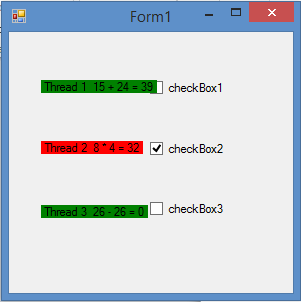 Form1
Thread 1 15 + 24 = 39 checkBox1
Thread 2 8 * 4 = 32 checkBox2
Thread 3 26 - 26 = 0 checkBox3